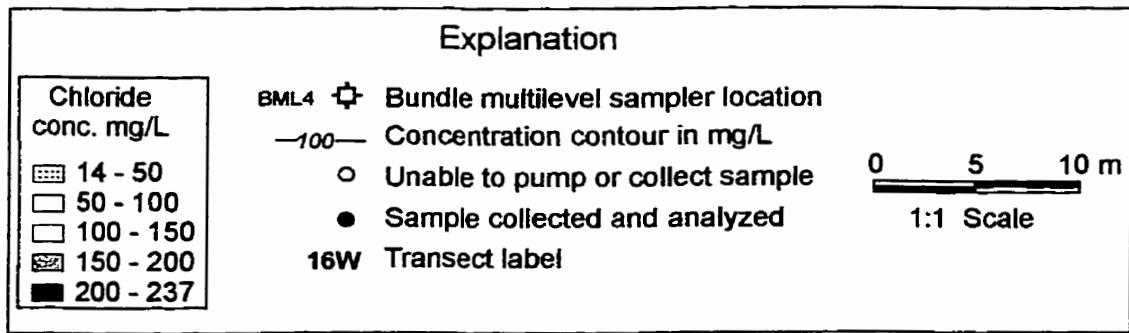 Explanation
Chloride
conc. mg/L
14 - 50
50 - 100
100 - 150
150 - 200
200 - 237
BML4 Bundle multilevel sampler location
—100— Concentration contour in mg/L
Unable to pump or collect sample
Sample collected and analyzed
16W Transect label
0 5 10 m
1:1 Scale